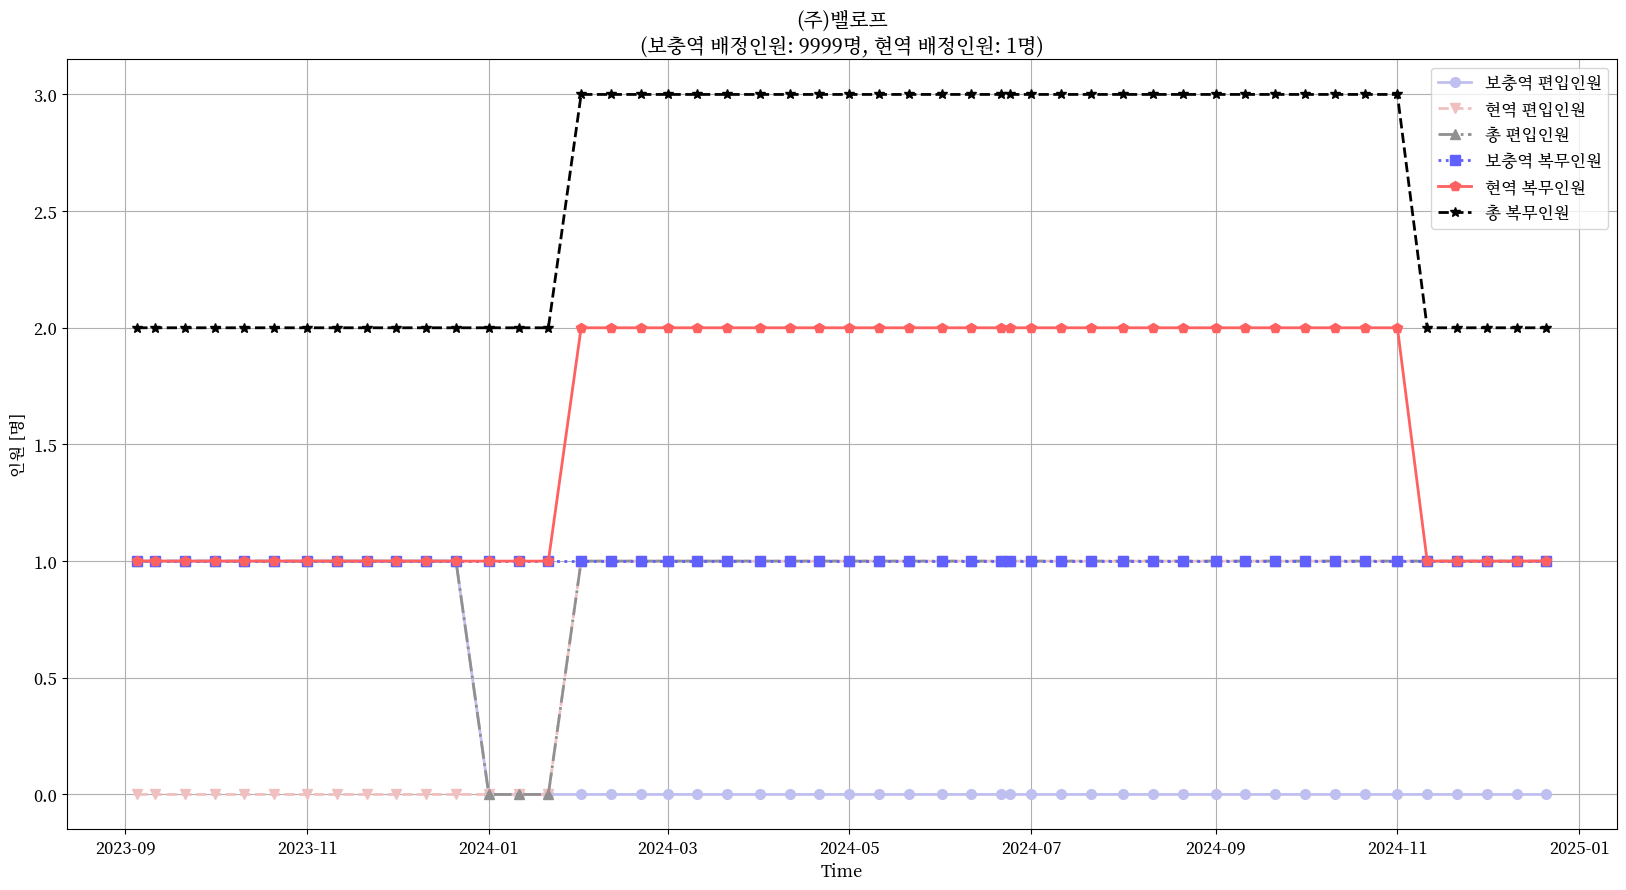 (주)밸로프
(보충역 배정인원: 9999명, 현역 배정인원: 1명)
보충역 편입인원
현역 편입인원
총 편입인원
보충역 복무인원
현역 복무인원
총 복무인원
인원 [명]
3.0
2.5
2.0
1.5
1.0
0.5
0.0
2023-09 2023-11 2024-01 2024-03 2024-05 2024-07 2024-09 2024-11 2025-01
Time